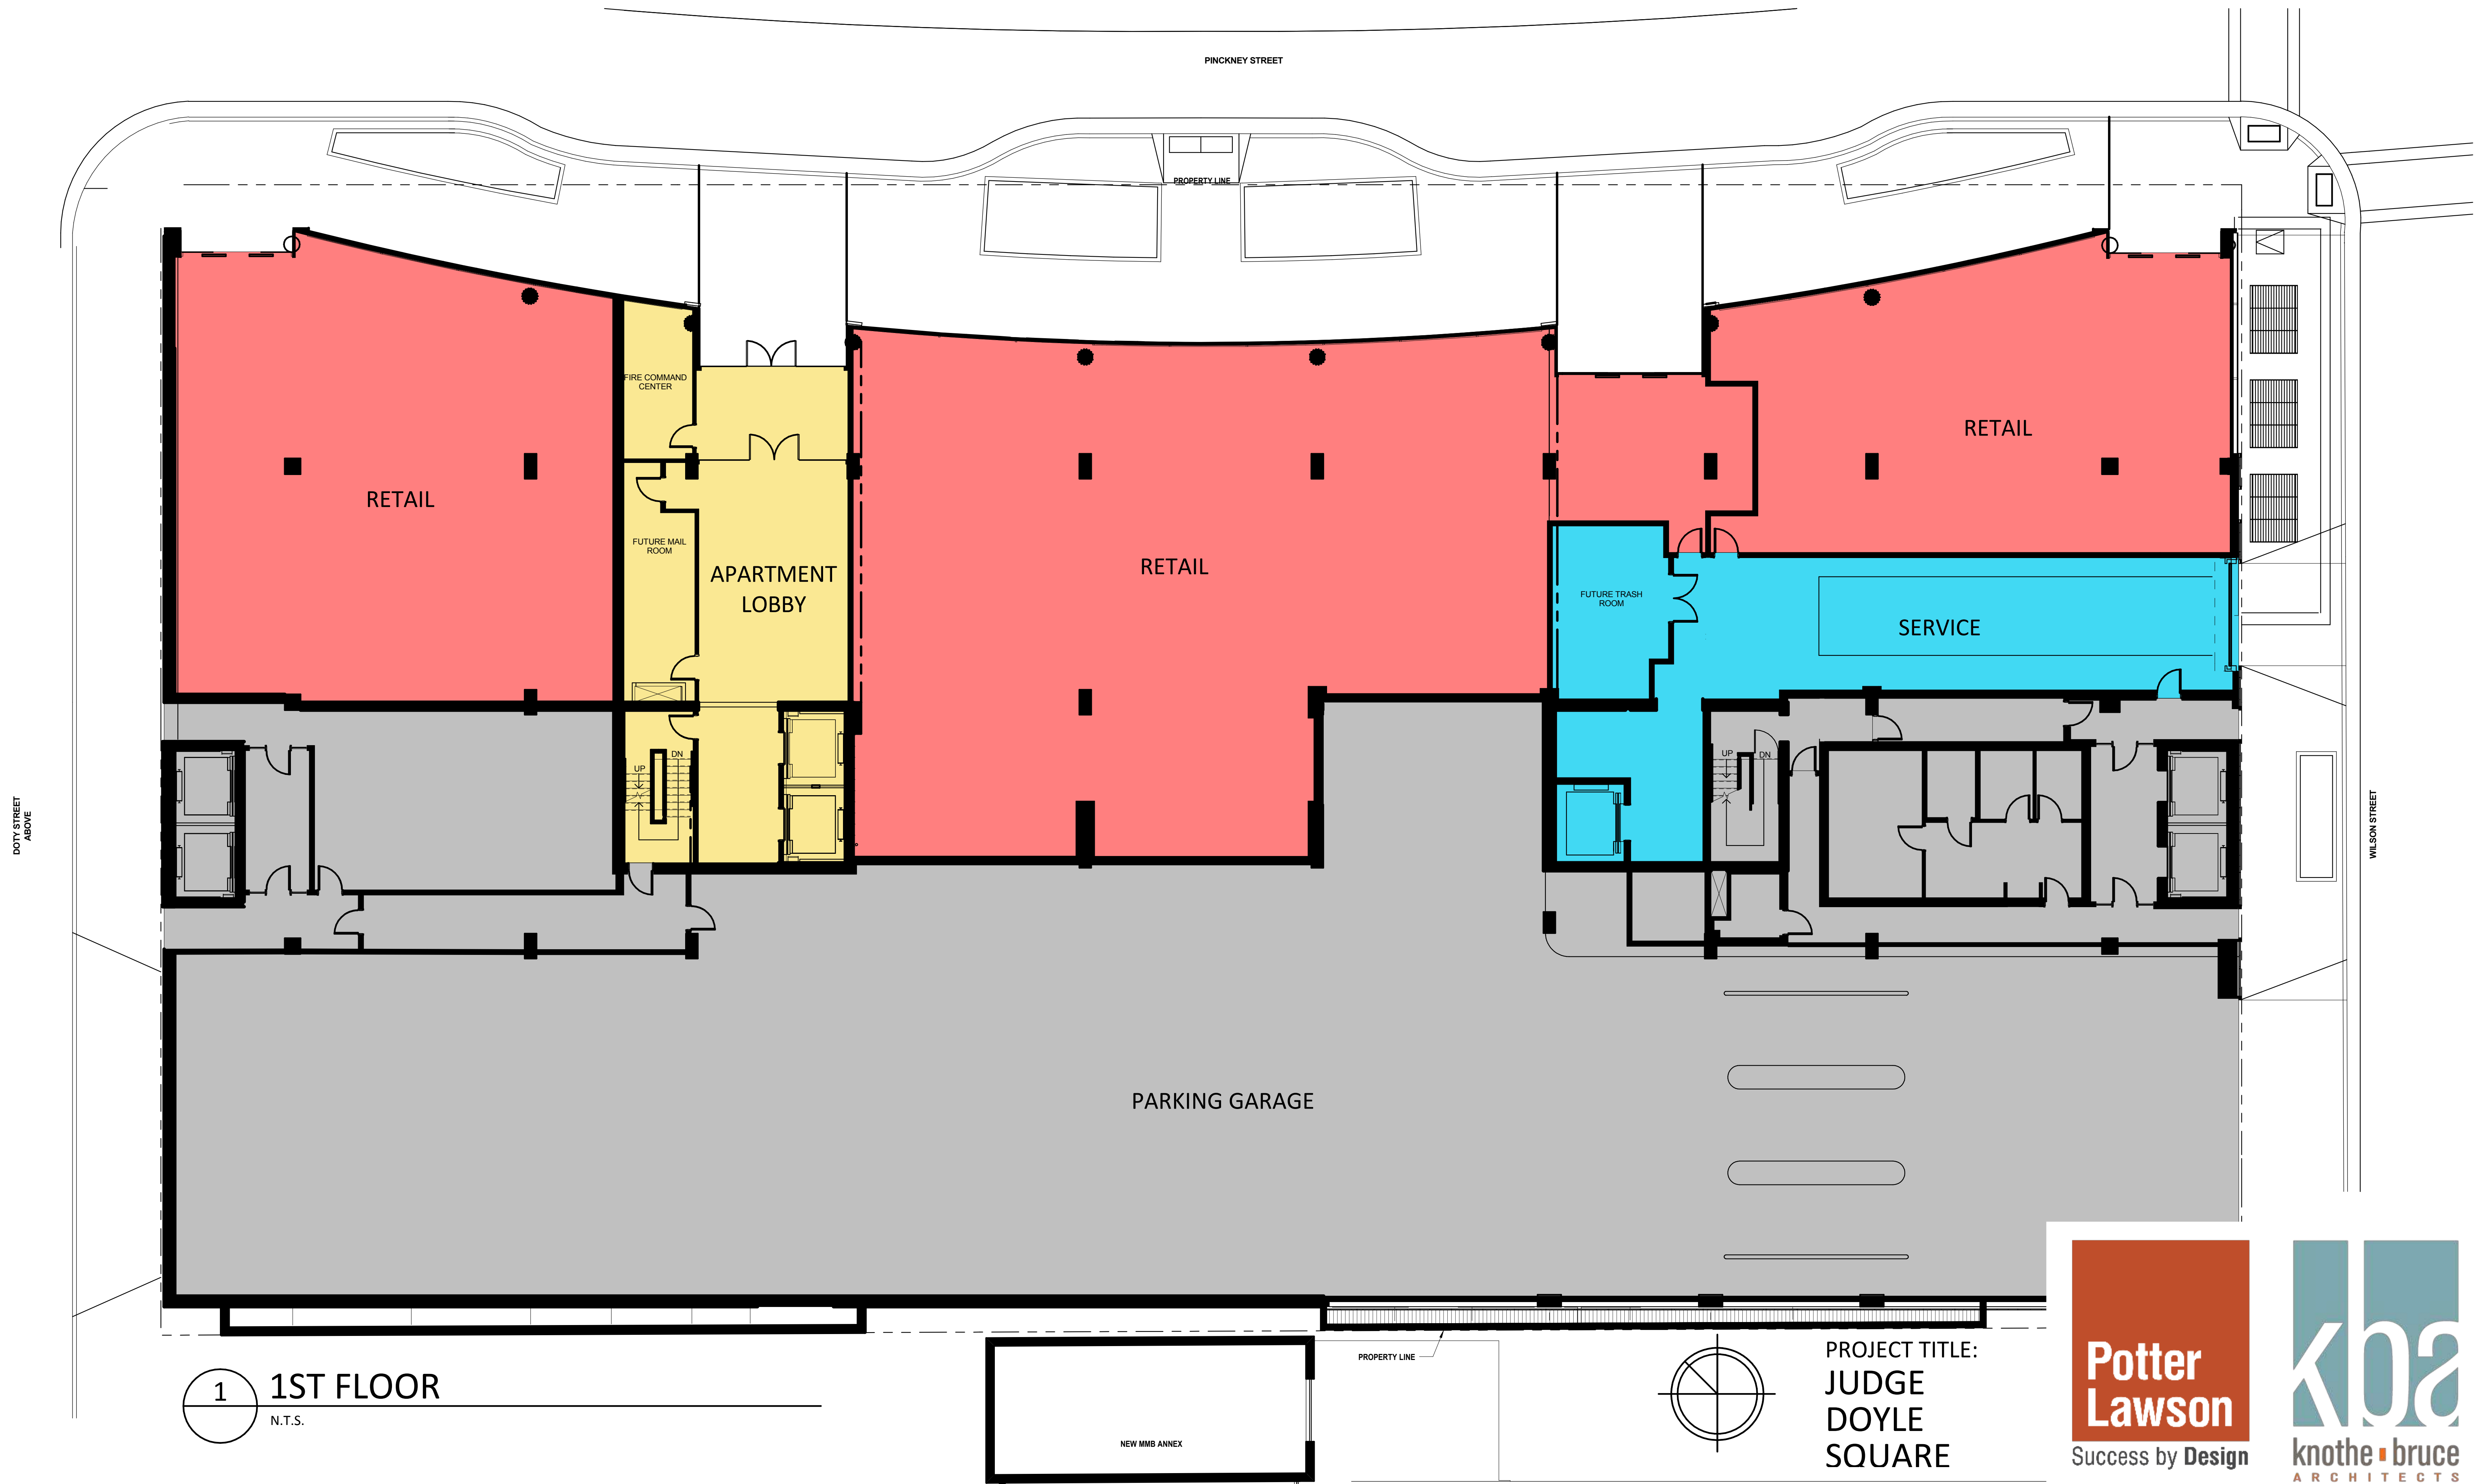 PINCKNEY STREET
PROPERTY LINE
FIRE COMMAND
CENTER
RETAIL
RETAIL
FUTURE MAIL
ROOM
APARTMENT
LOBBY
RETAIL
FUTURE TRASH
ROOM
SERVICE
UP
DN
UP
DN
DOTY STREET
ABOVE
WILSON STREET
PARKING GARAGE
PROPERTY LINE
1
1ST FLOOR
N.T.S.
NEW MMB ANNEX
PROJECT TITLE:
JUDGE
DOYLE
SQUARE
Potter
Lawson
Success by Design
kba
knothe bruce
ARCHITECTS